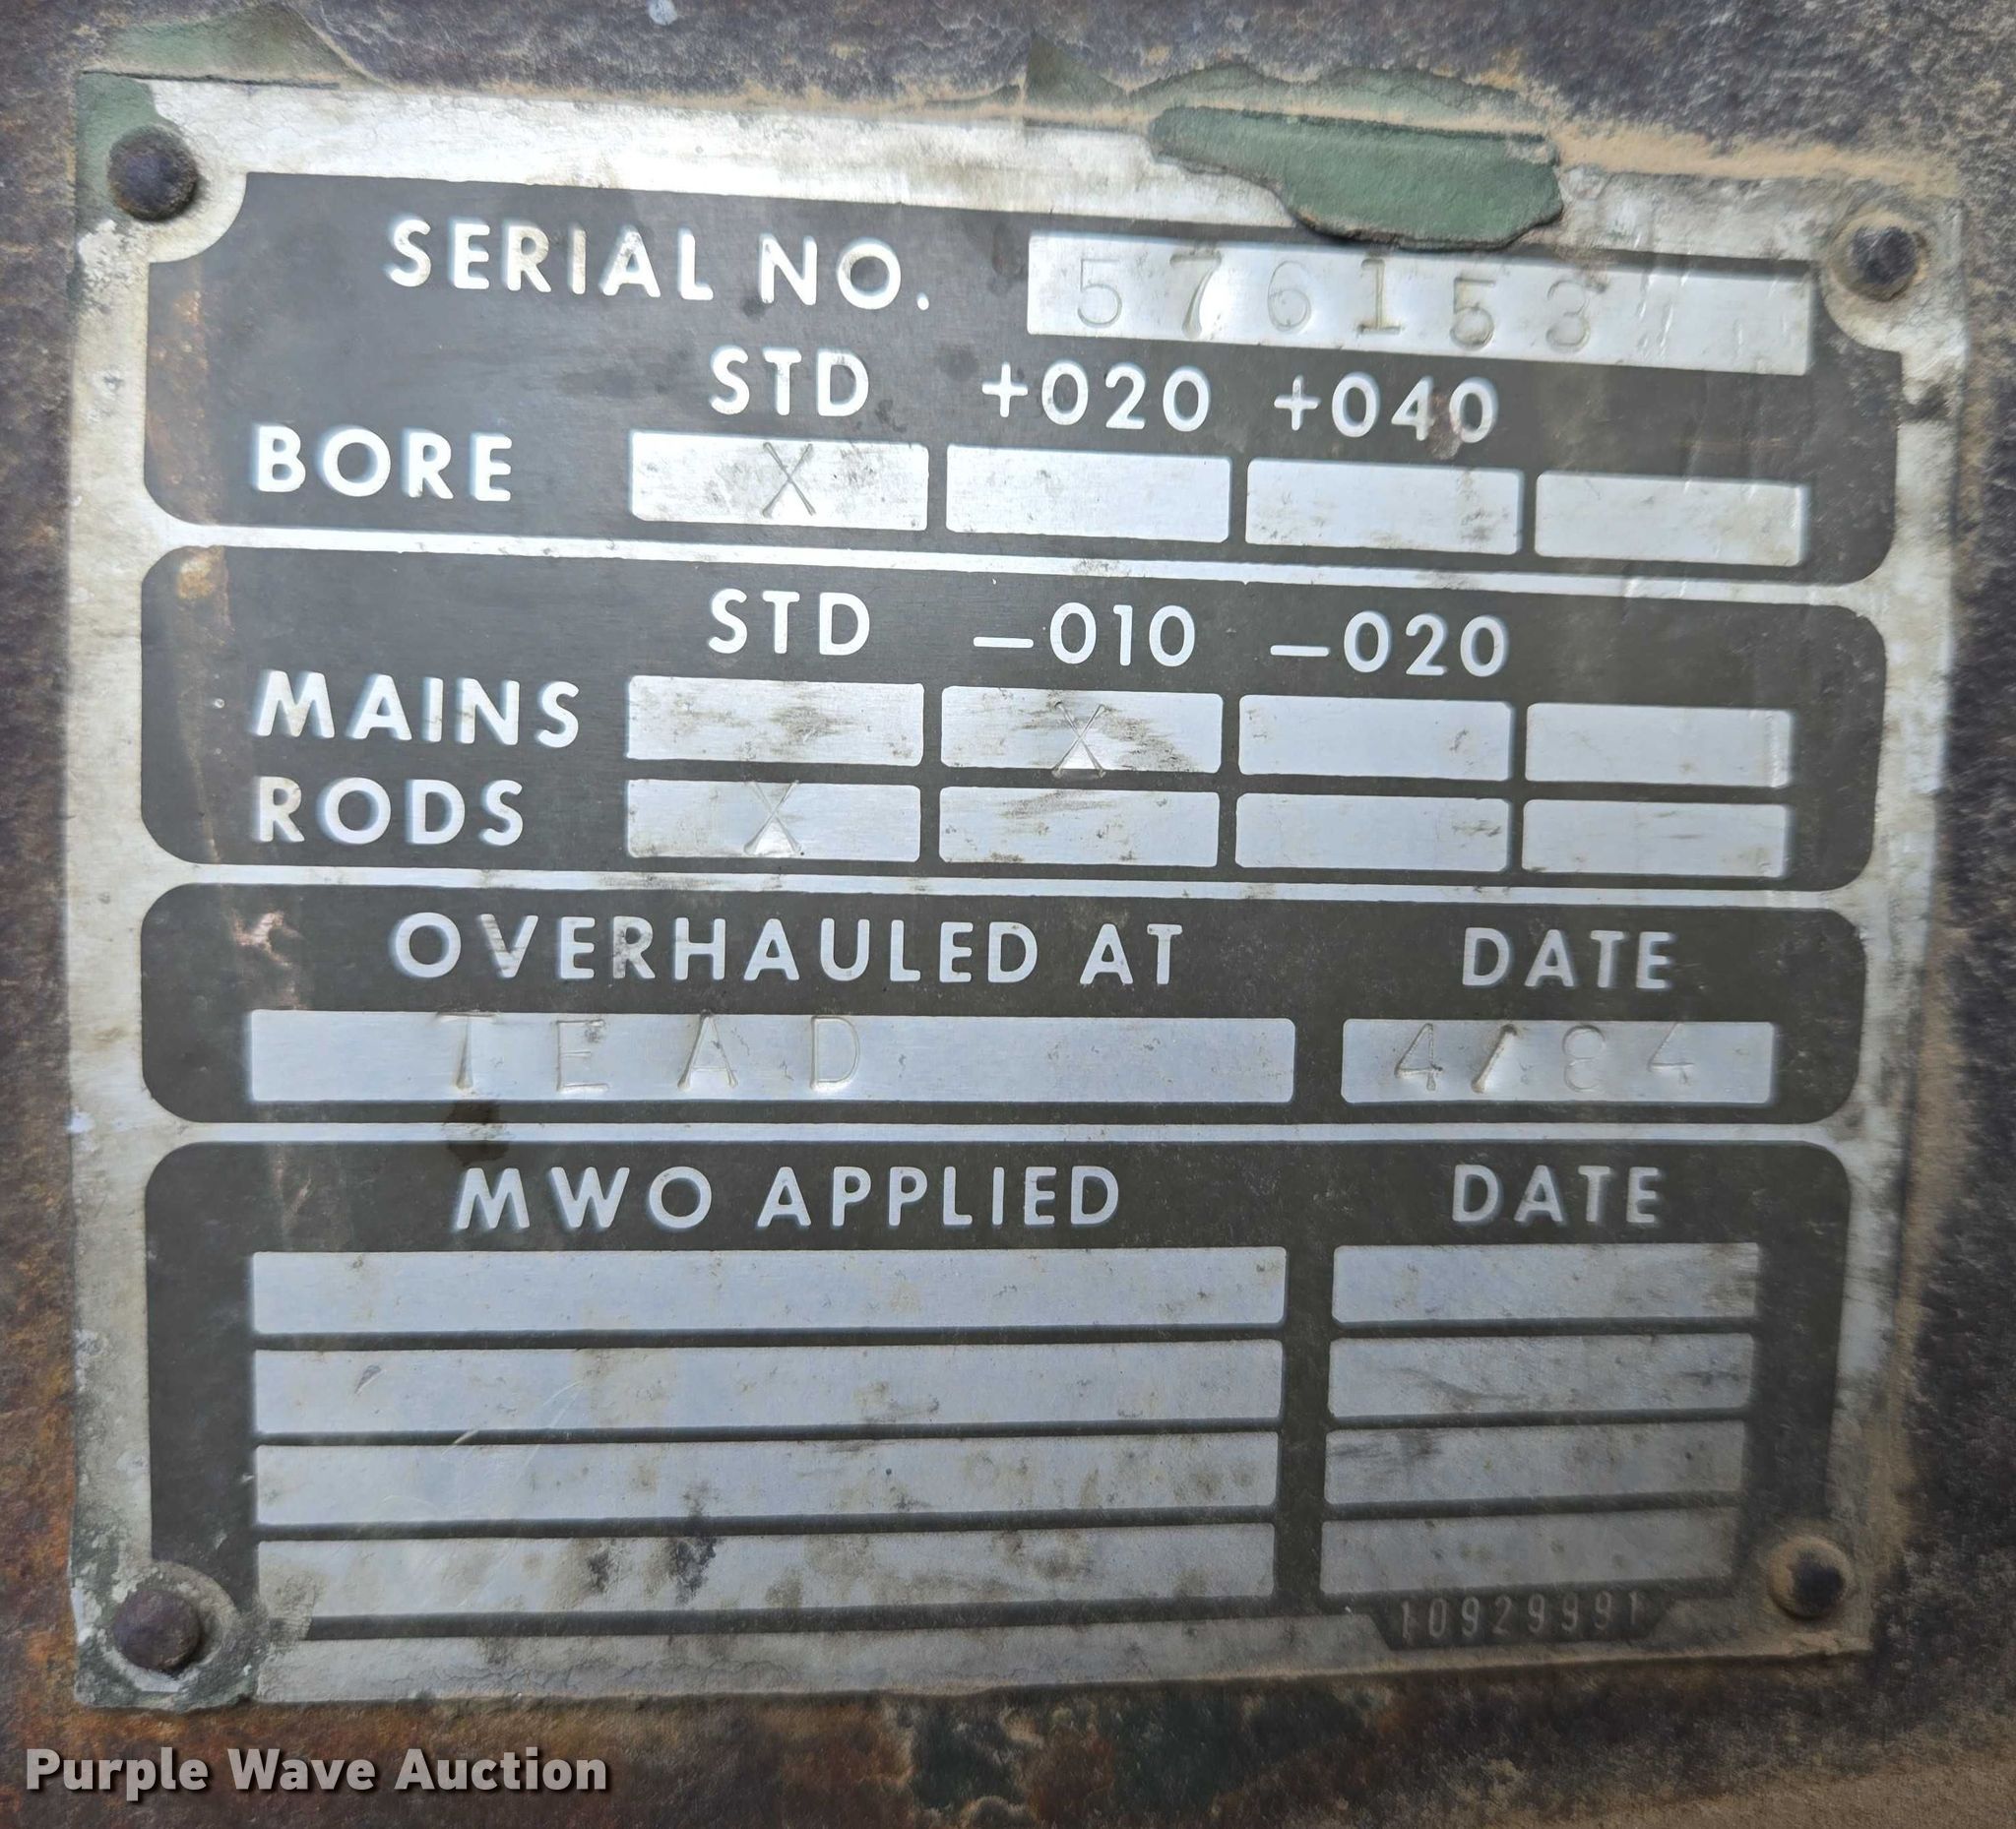 SERIAL NO. 576153
STD +020 +040
BORE X
STD –010 –020
MAINS X
RODS X
OVERHAULED AT DATE
TEAD 4/84
MWO APPLIED DATE
10929991
Purple Wave Auction